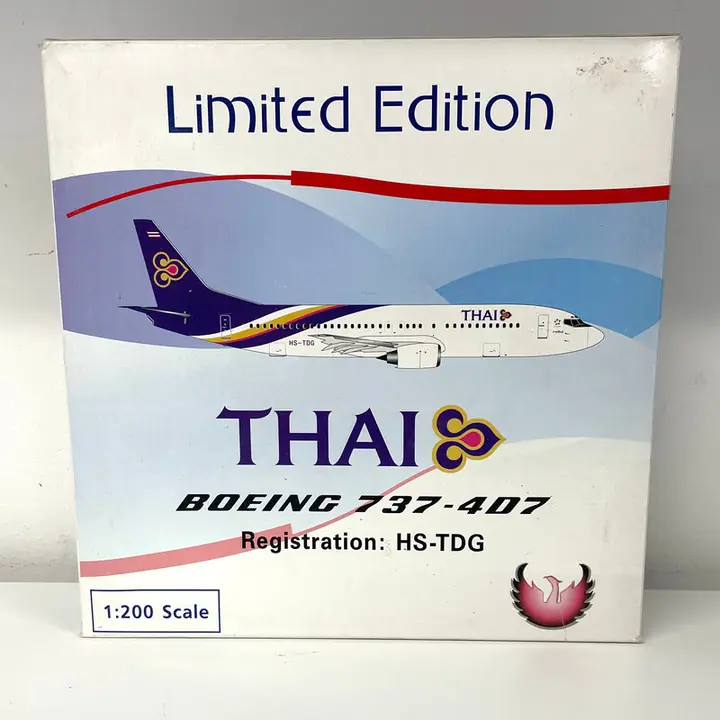 Limited Edition
THAI
HS-TDG
THAI
BOEING 737-4D7
Registration: HS-TDG
1:200 Scale